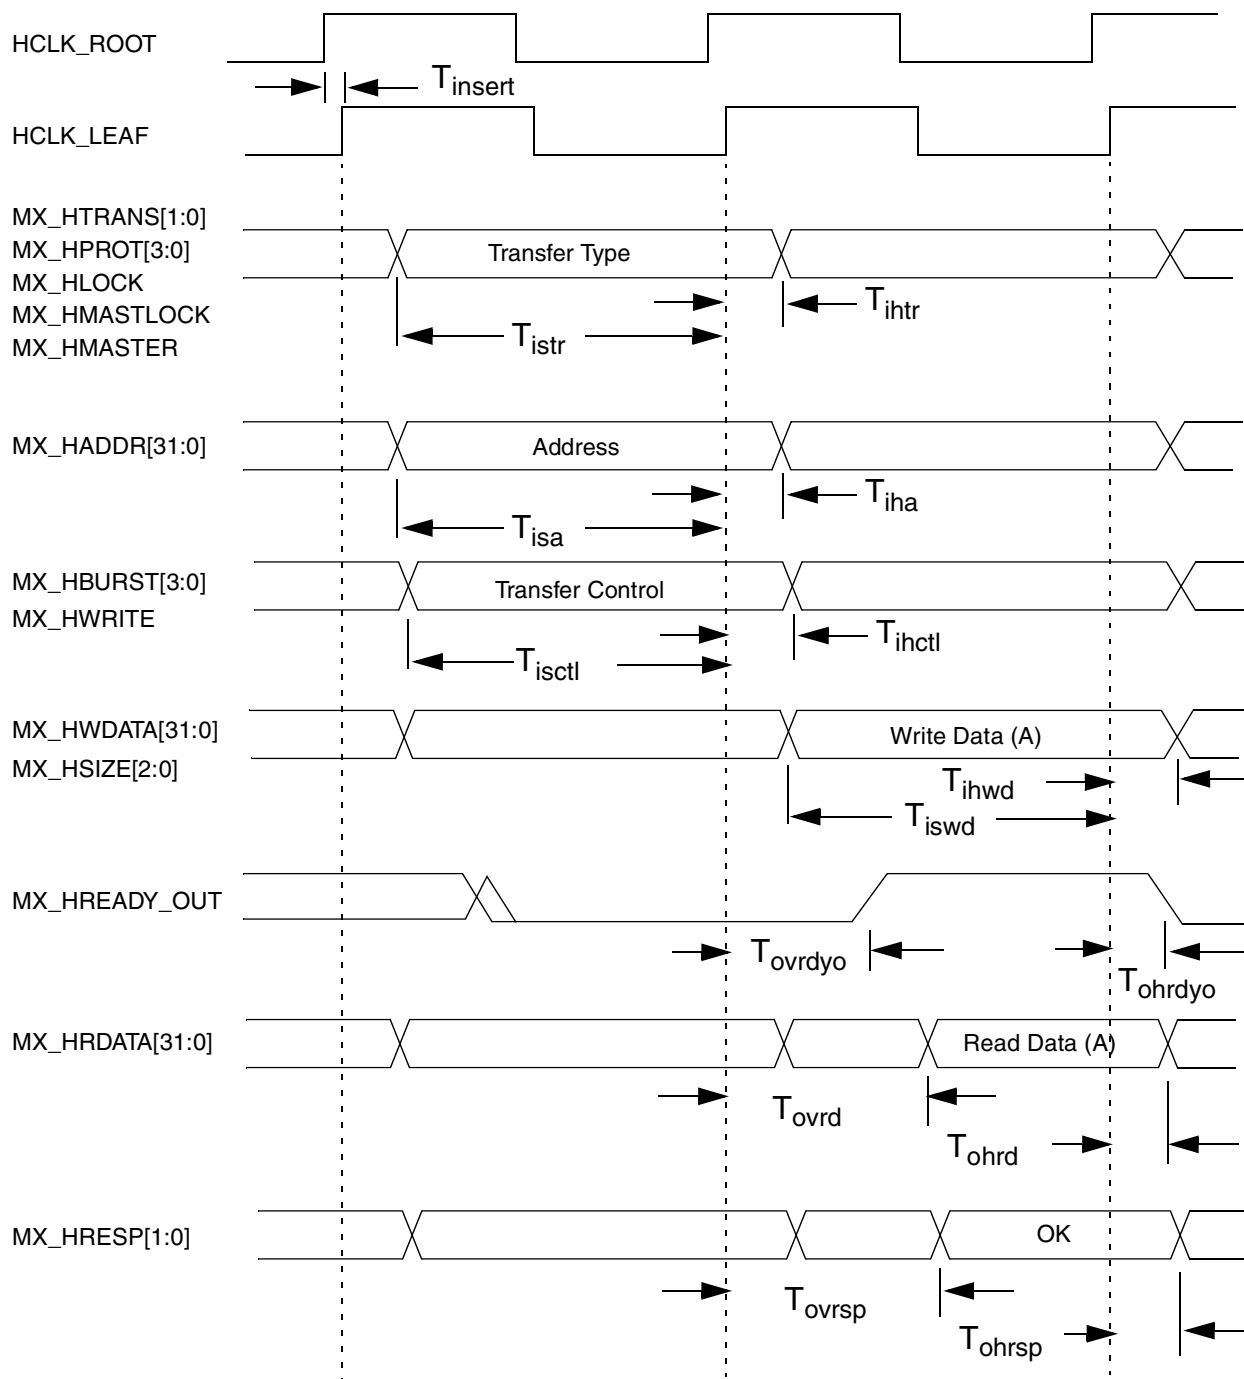 HCLK_ROOT
Tinsert
HCLK_LEAF
MX_HTRANS[1:0]
MX_HPROT[3:0]
Transfer Type
MX_HLOCK
Tihtr
MX_HMASTLOCK
Tistr
MX_HMASTER
MX_HADDR[31:0]
Address
Tiha
Tisa
MX_HBURST[3:0]
Transfer Control
MX_HWRITE
Tihctl
Tisctl
MX_HWDATA[31:0]
Write Data (A)
MX_HSIZE[2:0]
Tihwd
Tiswd
MX_HREADY_OUT
Tovrdyo
Tohrdyo
MX_HRDATA[31:0]
Read Data (A)
Tovrd
Tohrd
MX_HRESP[1:0]
OK
Tovrsp
Tohrsp